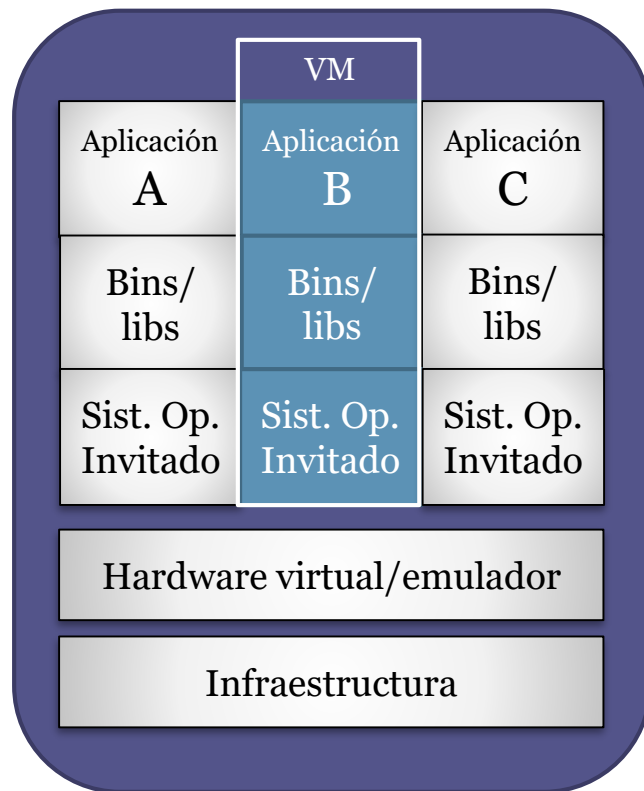 VM
Aplicación
A
Aplicación
B
Aplicación
C
Bins/
libs
Bins/
libs
Bins/
libs
Sist. Op.
Invitado
Sist. Op.
Invitado
Sist. Op.
Invitado
Hardware virtual/emulador
Infraestructura